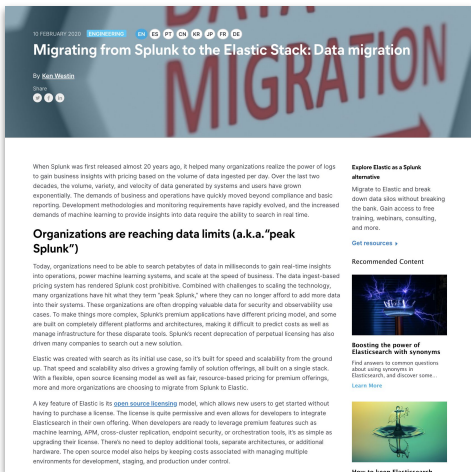 DATA
MIGRATION
10 FEBRUARY 2020 ENGINEERING EN ES PT CN KR JP FR DE
Migrating from Splunk to the Elastic Stack: Data migration
By Ken Westin
Share
When Splunk was first released almost 20 years ago, it helped many organizations realize the power of logs
to gain business insights with pricing based on the volume of data ingested per day. Over the last two
decades, the volume, variety, and velocity of data generated by systems and users have grown
exponentially. The demands of business and operations have quickly moved beyond compliance and basic
reporting. Development methodologies and monitoring requirements have rapidly evolved, and the increased
demands of machine learning to provide insights into data require the ability to search in real time.
Organizations are reaching data limits (a.k.a.“peak
Splunk”)
Today, organizations need to be able to search petabytes of data in milliseconds to gain real-time insights
into operations, power machine learning systems, and scale at the speed of business. The data ingest-based
pricing system has rendered Splunk cost prohibitive. Combined with challenges to scaling the technology,
many organizations have hit what they term “peak Splunk,” where they can no longer afford to add more data
into their systems. These organizations are often dropping valuable data for security and observability use
cases. To make things more complex, Splunk’s premium applications have different pricing models, and some
are built on completely different platforms and architectures, making it difficult to predict costs as well as
manage infrastructure for these disparate tools. Splunk’s recent deprecation of perpetual licensing has also
driven many companies to search out a new solution.
Elastic was created with search as its initial use case, so it’s built for speed and scalability from the ground
up. That speed and scalability also drives a growing family of solution offerings, all built on a single stack.
With a flexible, open source licensing model as well as fair, resource-based pricing for premium offerings,
more and more organizations are choosing to migrate from Splunk to Elastic.
A key feature of Elastic is its open source licensing model, which allows new users to get started without
having to purchase a license. The license is quite permissive and even allows for developers to integrate
Elasticsearch in their own offering. When developers are ready to leverage premium features such as
machine learning, APM, cross-cluster replication, endpoint security, or orchestration tools, it’s as simple as
upgrading their license. There’s no need to deploy additional tools, separate architectures, or additional
hardware. The open source model also helps by keeping costs associated with managing multiple
environments for development, staging, and production under control.
Explore Elastic as a Splunk
alternative
Migrate to Elastic and break
down data silos without breaking
the bank. Gain access to free
training, webinars, consulting,
and more.
Get resources »
Recommended Content
Boosting the power of
Elasticsearch with synonyms
Find answers to common questions
about using synonyms in
Elasticsearch, and discover some...
Learn More
How to keep Elasticsearch